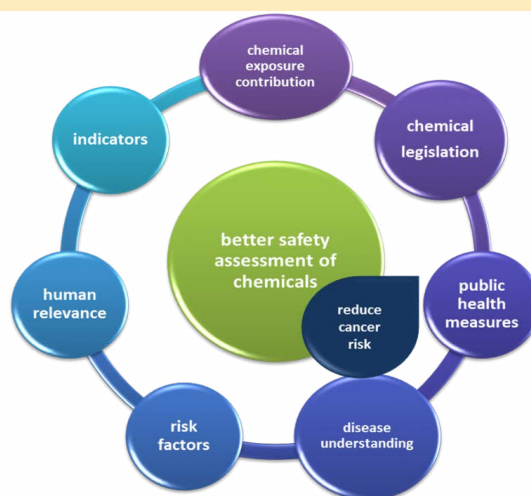 chemical
exposure
contribution
chemical
legislation
public
health
measures
disease
understanding
risk
factors
human
relevance
indicators
better safety
assessment of
chemicals
reduce
cancer
risk